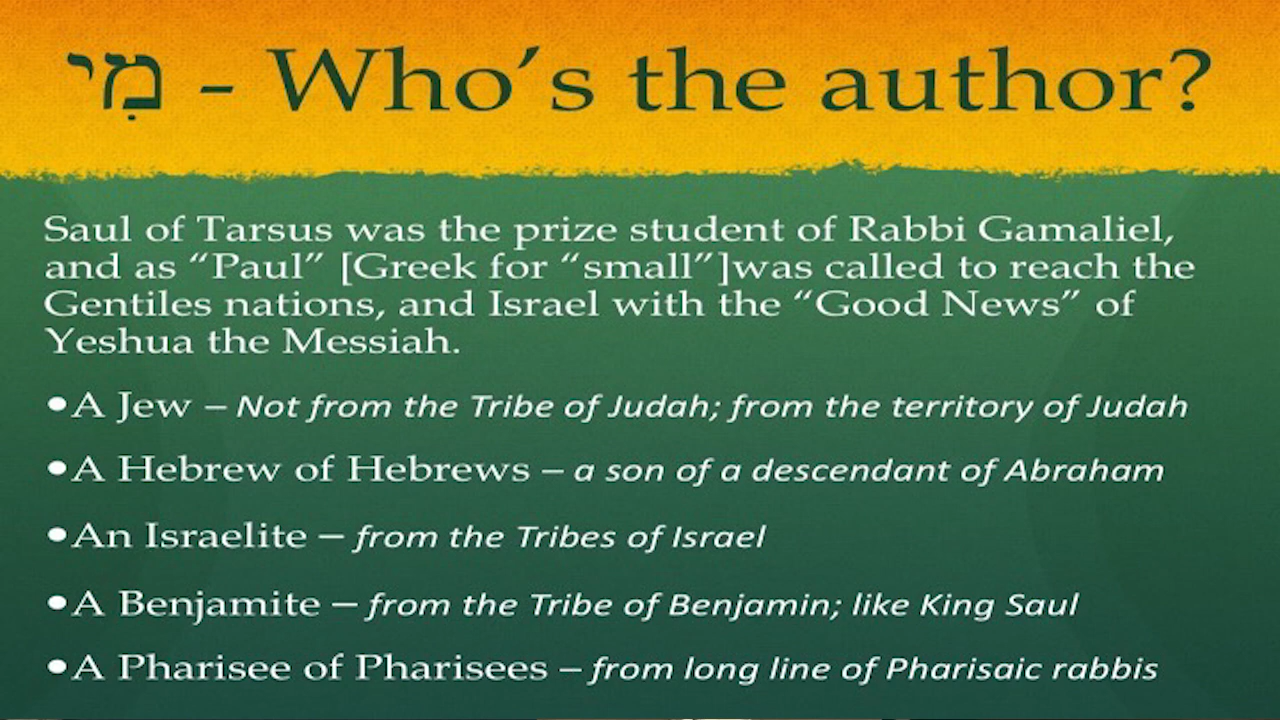 מִי - Who’s the author?
Saul of Tarsus was the prize student of Rabbi Gamaliel,
and as “Paul” [Greek for “small”]was called to reach the
Gentiles nations, and Israel with the “Good News” of
Yeshua the Messiah.
•A Jew – Not from the Tribe of Judah; from the territory of Judah
•A Hebrew of Hebrews – a son of a descendant of Abraham
•An Israelite – from the Tribes of Israel
•A Benjamite – from the Tribe of Benjamin; like King Saul
•A Pharisee of Pharisees – from long line of Pharisaic rabbis